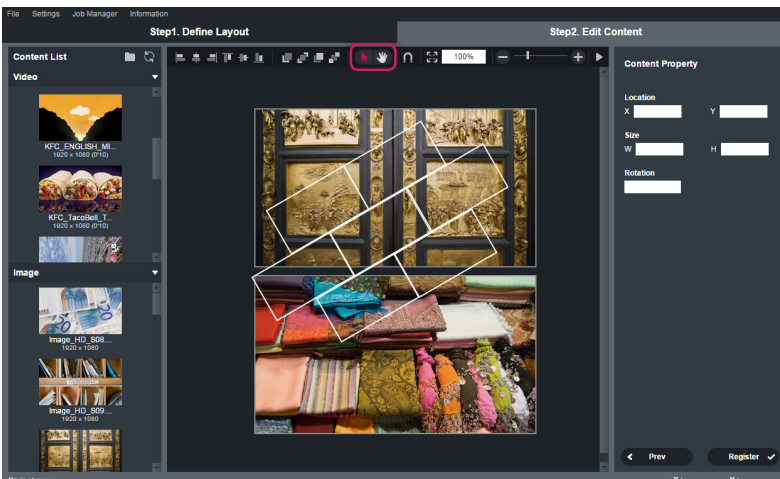 File Settings Job Manager Information
Step1. Define Layout
Step2. Edit Content
Content List
Video
KFC_ENGLISH_MI...
1920 x 1080 (0'10)
KFC_TacoBell_T...
1920 x 1080 (0'10)
Image
Image_HD_S08....
1920 x 1080
Image_HD_S09....
1920 x 1080
100%
Content Property
Location
X Y
Size
W H
Rotation
Prev Register